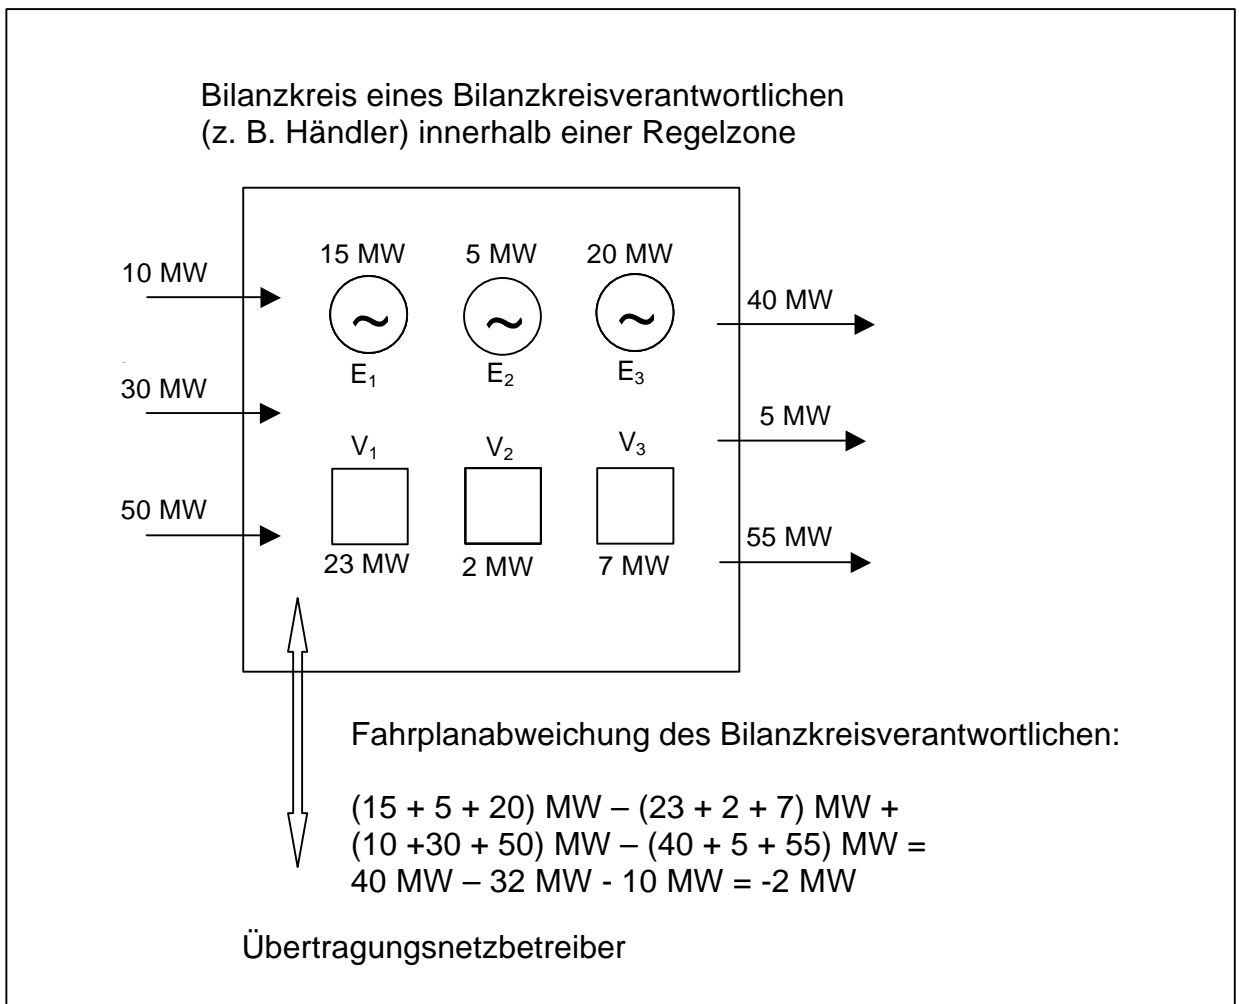 Bilanzkreis eines Bilanzkreisverantwortlichen
(z. B. Händler) innerhalb einer Regelzone
15 MW 5 MW 20 MW
10 MW
40 MW
~ ~ ~
E₁ E₂ E₃
30 MW
5 MW
V₁ V₂ V₃
50 MW
55 MW
23 MW 2 MW 7 MW
Fahrplanabweichung des Bilanzkreisverantwortlichen:
(15 + 5 + 20) MW – (23 + 2 + 7) MW +
(10 +30 + 50) MW – (40 + 5 + 55) MW =
40 MW – 32 MW - 10 MW = -2 MW
Übertragungsnetzbetreiber